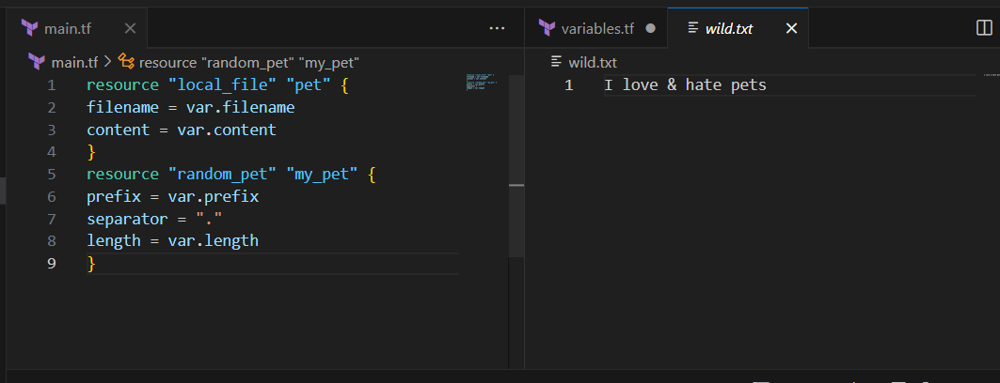 main.tf
main.tf > resource "random_pet" "my_pet"
1 resource "local_file" "pet" {
2 filename = var.filename
3 content = var.content
4 }
5 resource "random_pet" "my_pet" {
6 prefix = var.prefix
7 separator = "."
8 length = var.length
9 }
variables.tf wild.txt
wild.txt
1 I love & hate pets